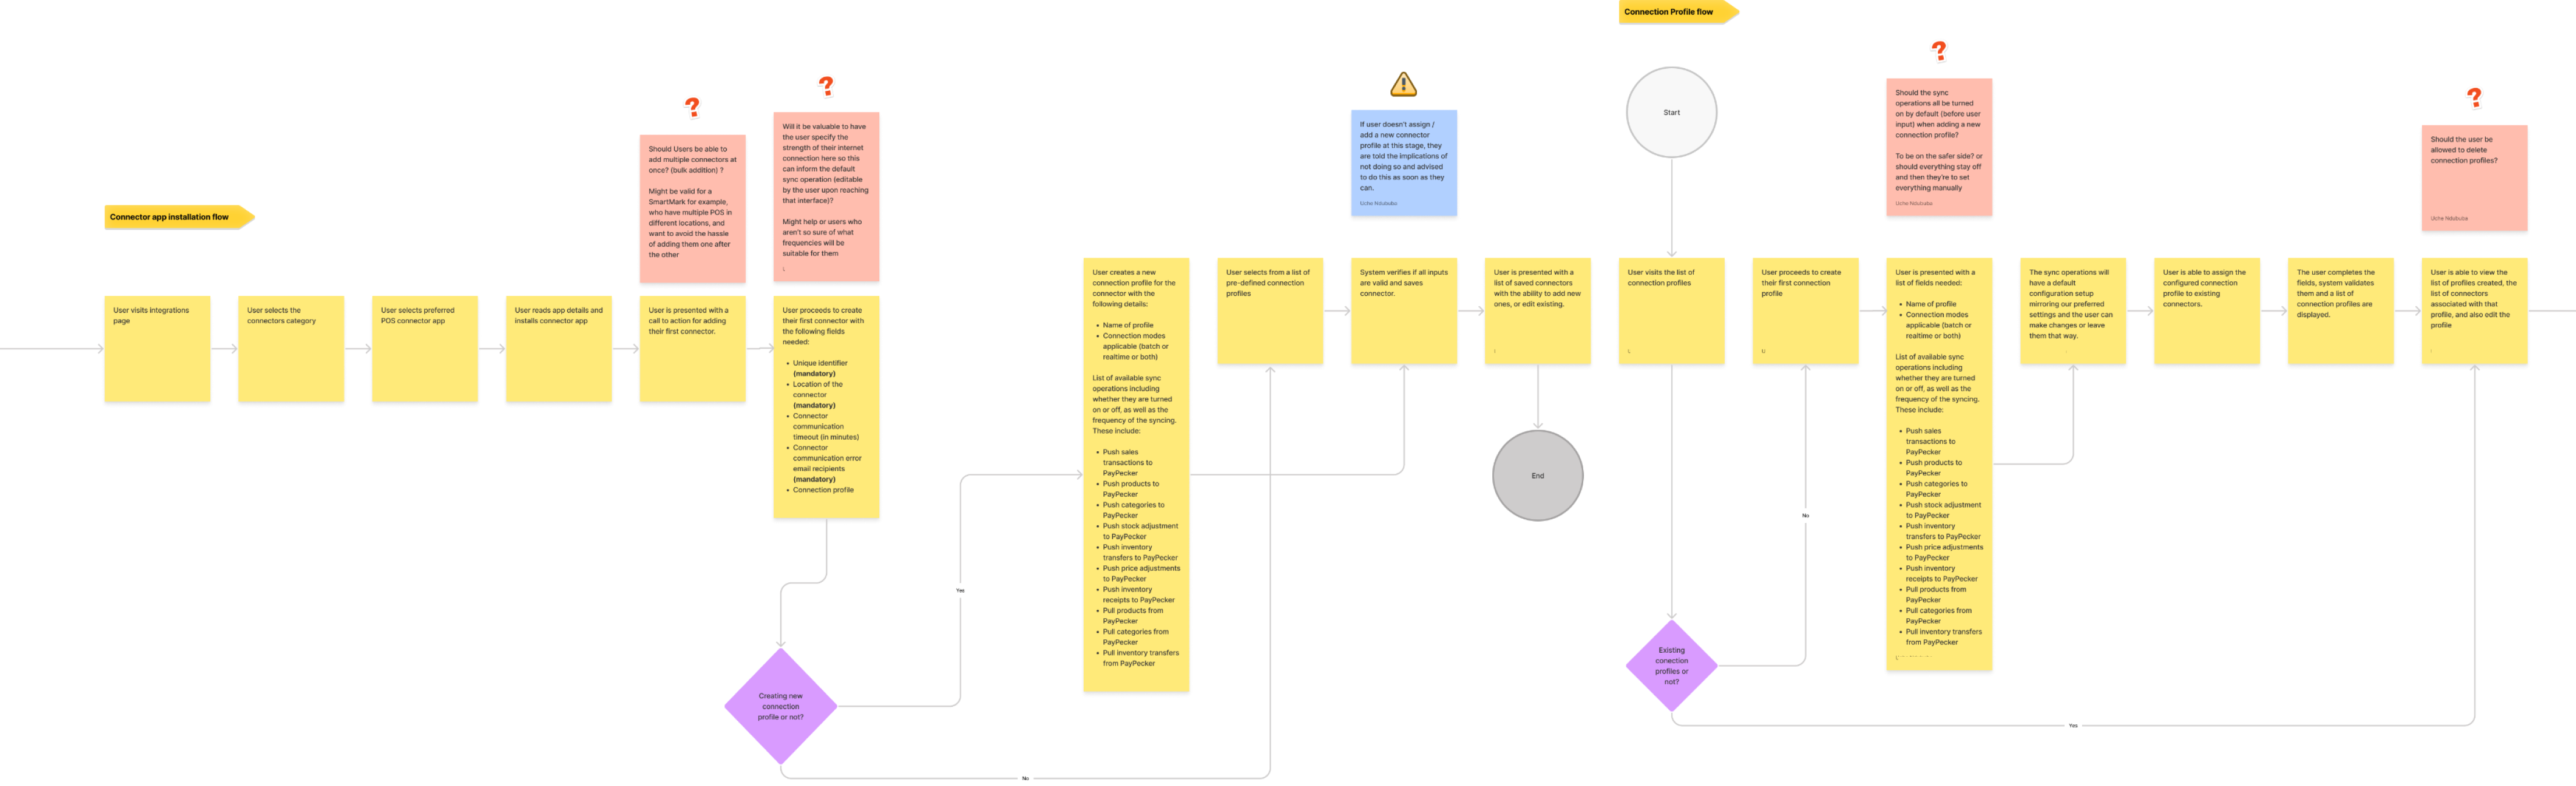 Connection Profile flow
Connector app installation flow
Should Users be able to
add multiple connectors at
once? (bulk addition) ?
Might be valid for a
SmartMark for example,
who have multiple POS in
different locations, and
want to avoid the hassle
of adding them one after
the other
Will it be valuable to have
the user specify the
strength of their internet
connection here so this
can inform the default
sync operation (editable
by the user upon reaching
that interface)?
Might help or users who
aren't so sure of what
frequencies will be
suitable for them
If user doesn't assign /
add a new connector
profile at this stage, they
are told the implications of
not doing so and advised
to do this as soon as they
can.
Uche Ndububa
Start
Should the sync
operations all be turned
on by default (before user
input) when adding a new
connection profile?
To be on the safer side? or
should everything stay off
and then they're to set
everything manually
Uche Ndububa
Should the user be
allowed to delete
connection profiles?
Uche Ndububa
User visits integrations
page
User selects the
connectors category
User selects preferred
POS connector app
User reads app details and
installs connector app
User is presented with a
call to action for adding
their first connector.
User proceeds to create
their first connector with
the following fields
needed:
• Unique identifier
(mandatory)
• Location of the
connector
(mandatory)
• Connector
communication
timeout (in minutes)
• Connector
communication error
email recipients
(mandatory)
• Connection profile
Creating new
connection
profile or not?
Yes
No
User creates a new
connection profile for the
connector with the
following details:
• Name of profile
• Connection modes
applicable (batch or
realtime or both)
List of available sync
operations including
whether they are turned
on or off, as well as the
frequency of the syncing.
These include:
• Push sales
transactions to
PayPecker
• Push products to
PayPecker
• Push categories to
PayPecker
• Push stock adjustment
to PayPecker
• Push inventory
transfers to PayPecker
• Push price adjustments
to PayPecker
• Push inventory
receipts to PayPecker
• Pull products from
PayPecker
• Pull categories from
PayPecker
• Pull inventory transfers
from PayPecker
User selects from a list of
pre-defined connection
profiles
System verifies if all inputs
are valid and saves
connector.
User is presented with a
list of saved connectors
with the ability to add new
ones, or edit existing.
End
User visits the list of
connection profiles
Existing
conection
profiles or
not?
No
Yes
User proceeds to create
their first connection
profile
User is presented with a
list of fields needed:
• Name of profile
• Connection modes
applicable (batch or
realtime or both)
List of available sync
operations including
whether they are turned
on or off, as well as the
frequency of the syncing.
These include:
• Push sales
transactions to
PayPecker
• Push products to
PayPecker
• Push categories to
PayPecker
• Push stock adjustment
to PayPecker
• Push inventory
transfers to PayPecker
• Push price adjustments
to PayPecker
• Push inventory
receipts to PayPecker
• Pull products from
PayPecker
• Pull categories from
PayPecker
• Pull inventory transfers
from PayPecker
The sync operations will
have a default
configuration setup
mirroring our preferred
settings and the user can
make changes or leave
them that way.
User is able to assign the
configured connection
profile to existing
connectors.
The user completes the
fields, system validates
them and a list of
connection profiles are
displayed.
User is able to view the
list of profiles created, the
list of connectors
associated with that
profile, and also edit the
profile